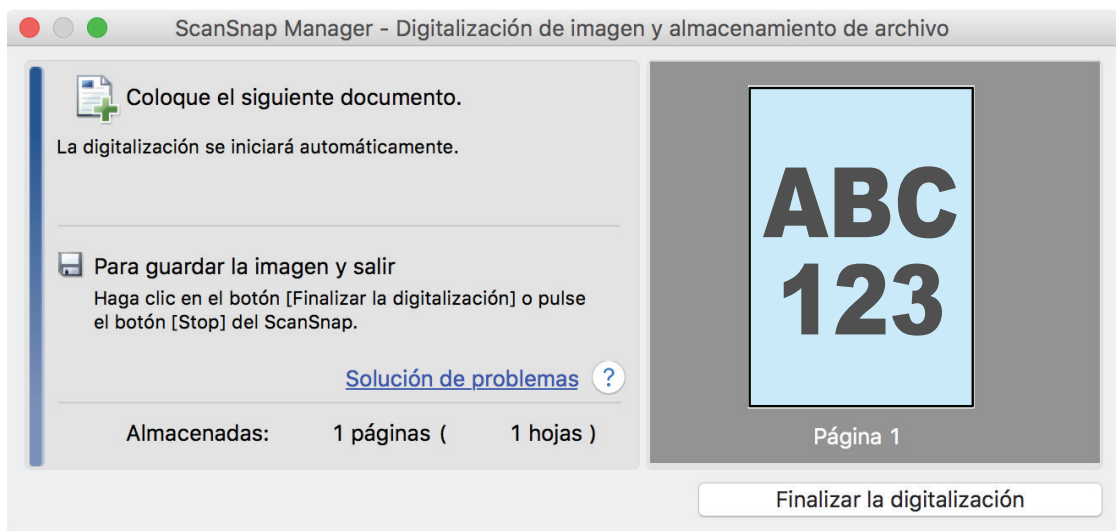 ScanSnap Manager - Digitalización de imagen y almacenamiento de archivo
Coloque el siguiente documento.
La digitalización se iniciará automáticamente.
Para guardar la imagen y salir
Haga clic en el botón [Finalizar la digitalización] o pulse
el botón [Stop] del ScanSnap.
Solución de problemas ?
Almacenadas: 1 páginas ( 1 hojas )
ABC
123
Página 1
Finalizar la digitalización